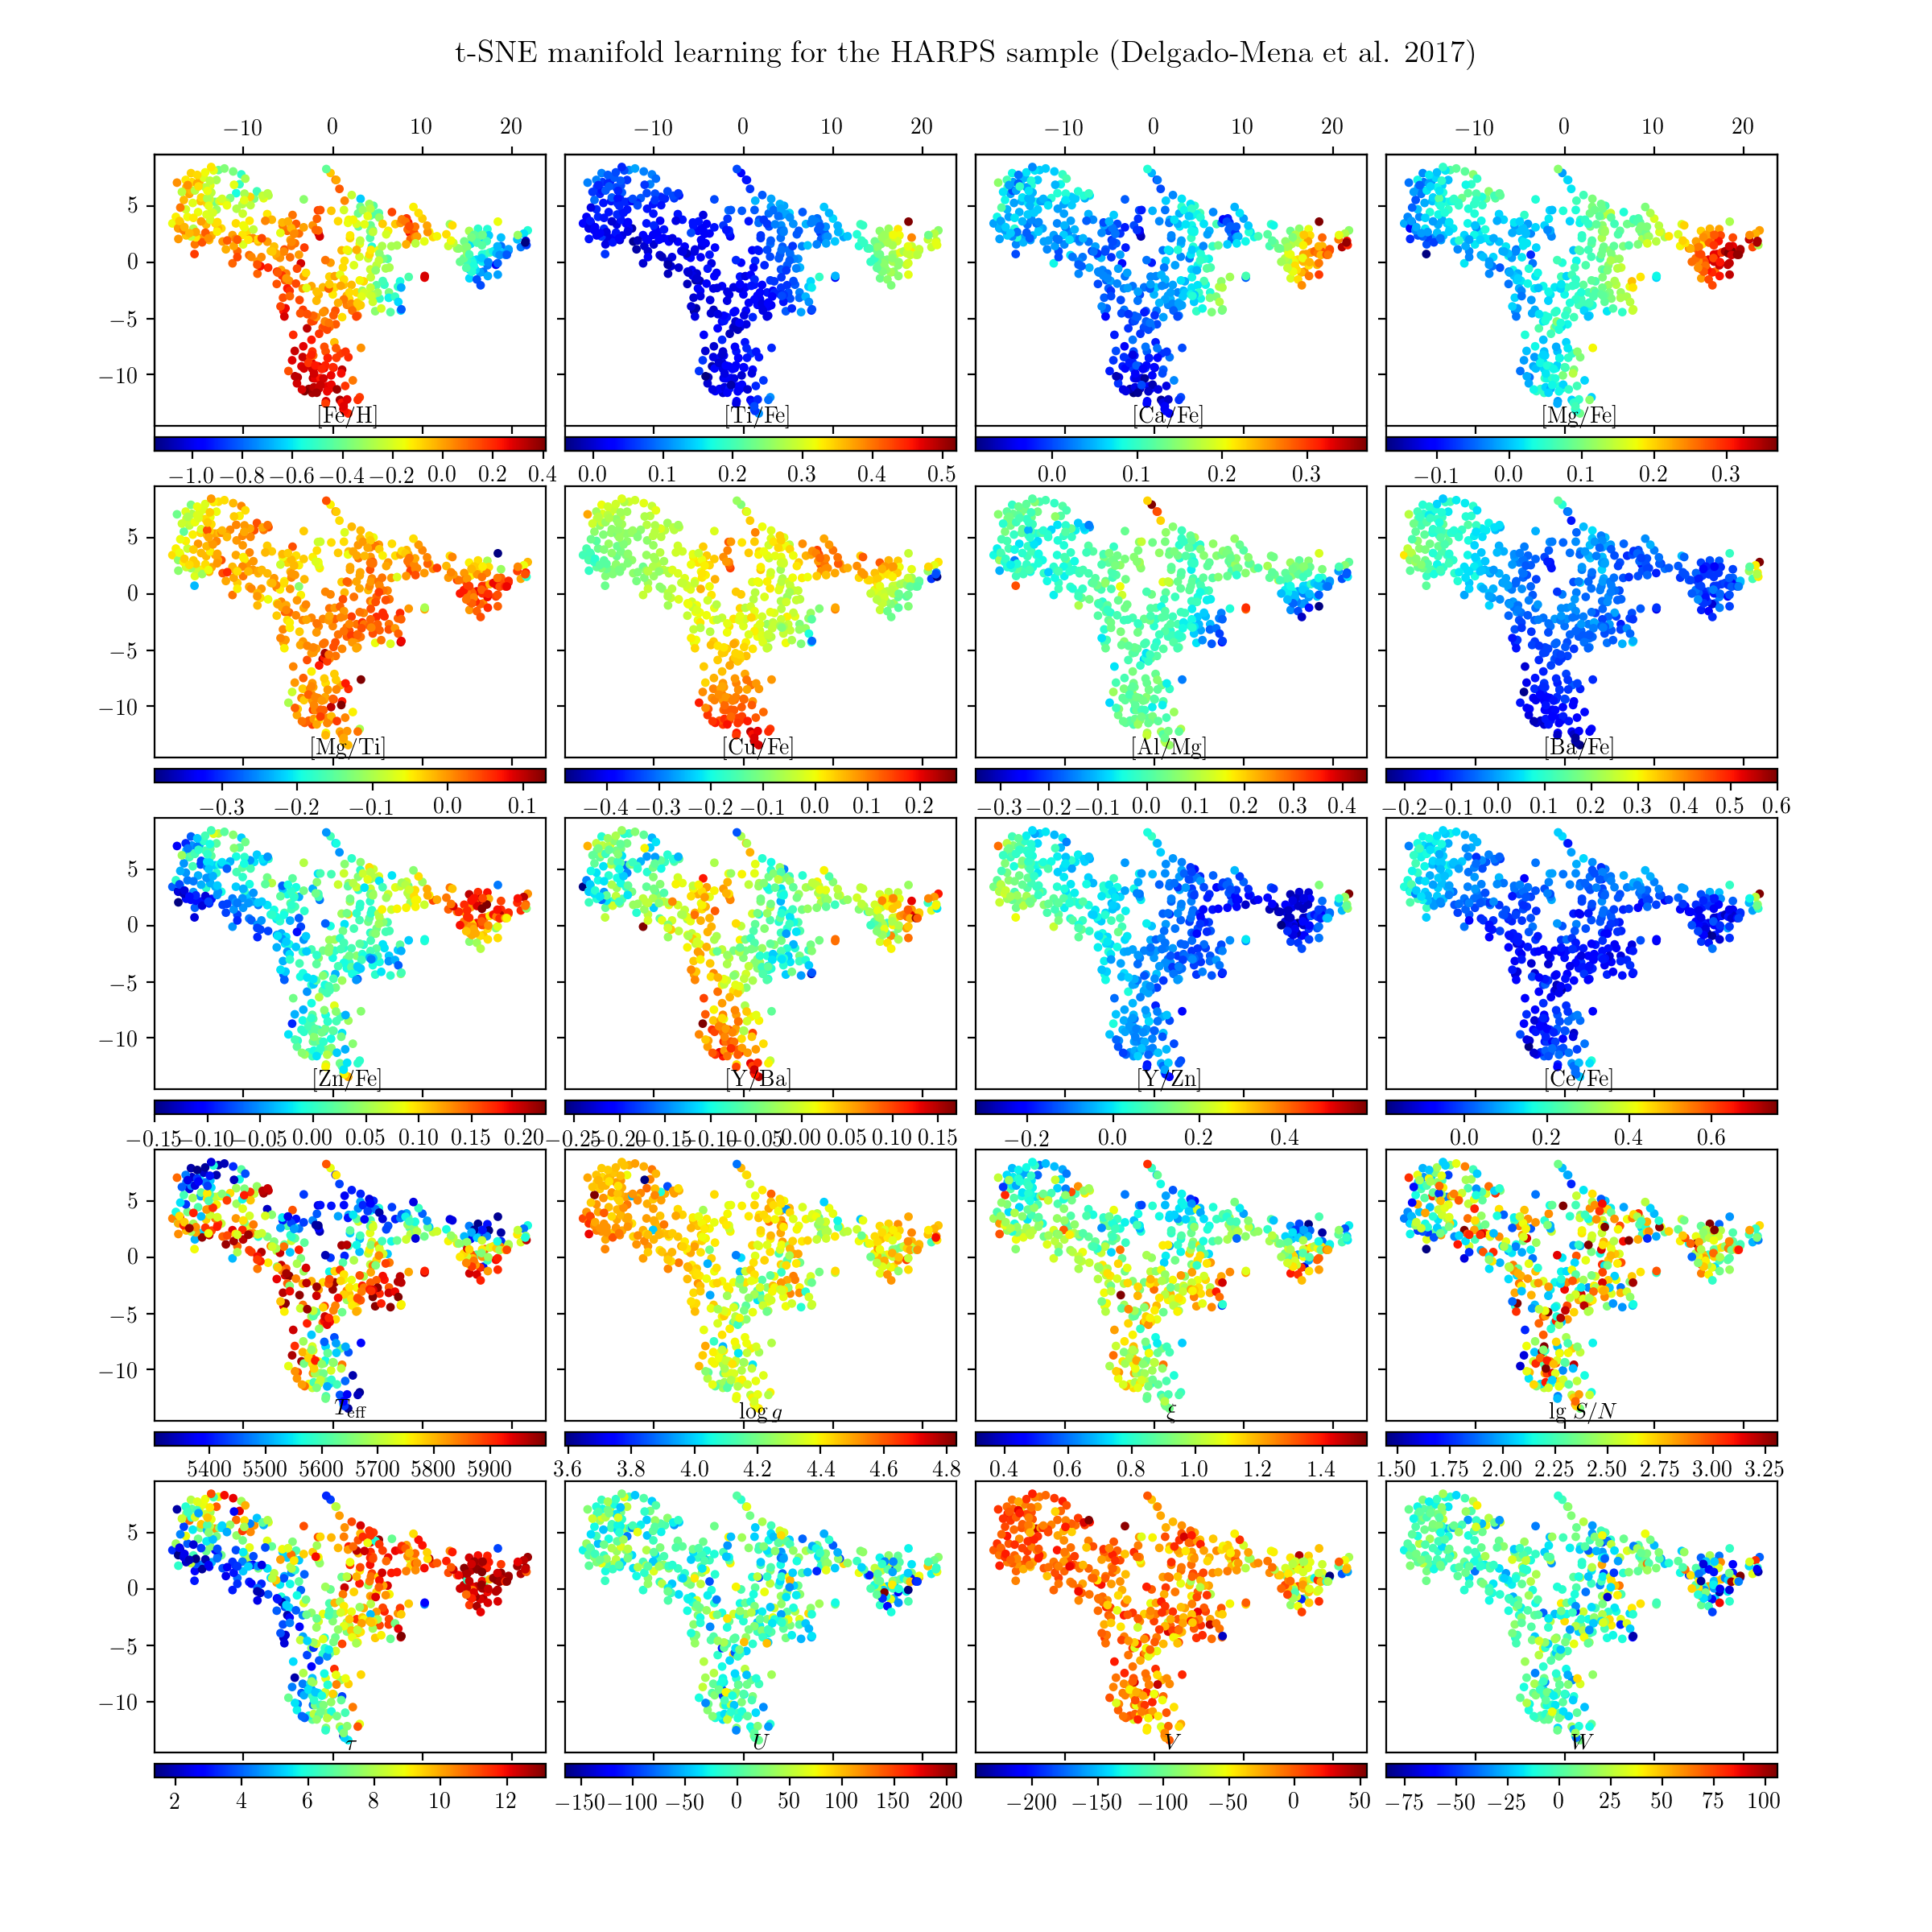 t-SNE manifold learning for the HARPS sample (Delgado-Mena et al. 2017)
−10 0 10 20 −10 0 10 20 −10 0 10 20 −10 0 10 20
5
0
−5
−10
[Fe/H] [Ti/Fe] [Ca/Fe] [Mg/Fe]
−1.0 −0.8 −0.6 −0.4 −0.2 0.0 0.2 0.4 0.0 0.1 0.2 0.3 0.4 0.5 0.0 0.1 0.2 0.3 −0.1 0.0 0.1 0.2 0.3
5
0
−5
−10
[Mg/Ti] [Cu/Fe] [Al/Mg] [Ba/Fe]
−0.3 −0.2 −0.1 0.0 0.1 −0.4 −0.3 −0.2 −0.1 0.0 0.1 0.2 −0.3 −0.2 −0.1 0.0 0.1 0.2 0.3 0.4 −0.2 −0.1 0.0 0.1 0.2 0.3 0.4 0.5 0.6
5
0
−5
−10
[Zn/Fe] [Y/Ba] [Y/Zn] [Ce/Fe]
−0.15 −0.10 −0.05 0.00 0.05 0.10 0.15 0.20 −0.25 −0.20 −0.15 −0.10 −0.05 0.00 0.05 0.10 0.15 −0.2 0.0 0.2 0.4 0.0 0.2 0.4 0.6
5
0
−5
−10
T_eff log g ξ lg S/N
5400 5500 5600 5700 5800 5900 3.6 3.8 4.0 4.2 4.4 4.6 4.8 0.4 0.6 0.8 1.0 1.2 1.4 1.50 1.75 2.00 2.25 2.50 2.75 3.00 3.25
5
0
−5
−10
τ U V W
2 4 6 8 10 12 −150 −100 −50 0 50 100 150 200 −200 −150 −100 −50 0 50 −75 −50 −25 0 25 50 75 100